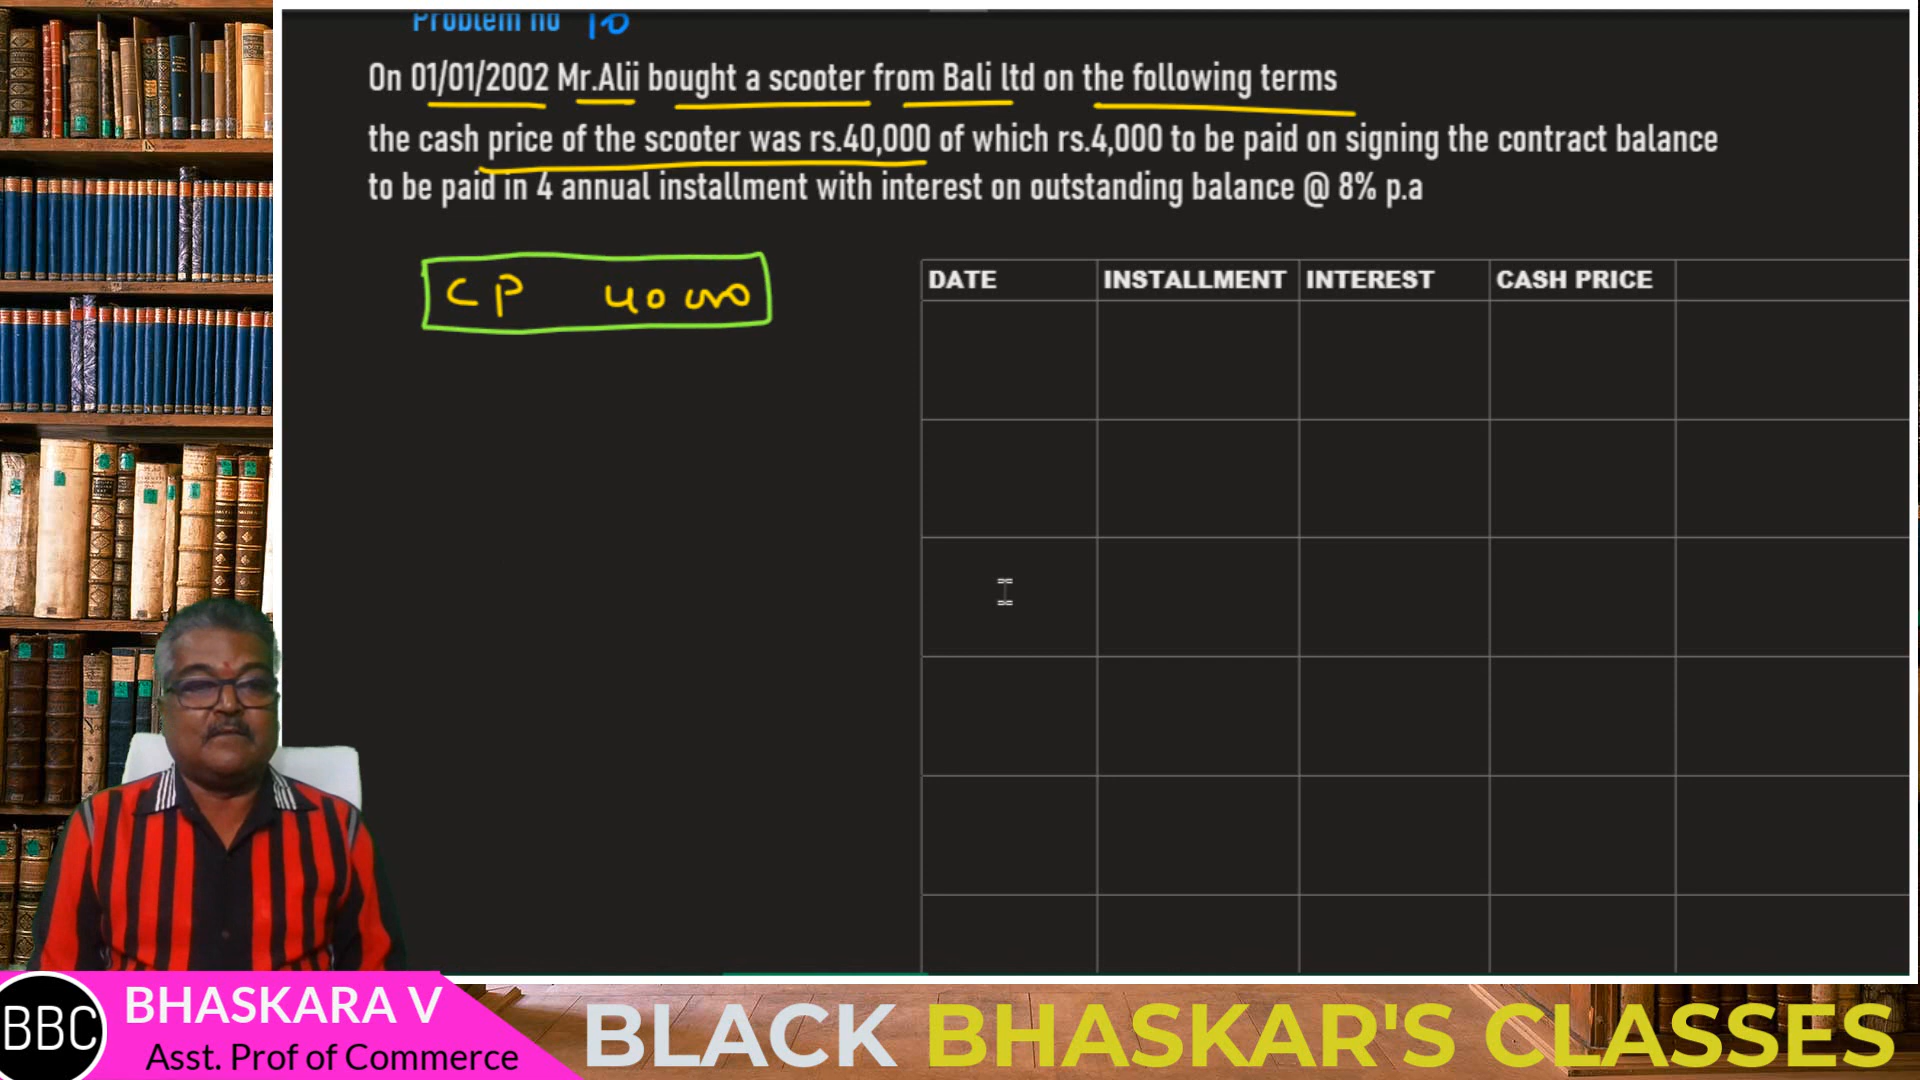 Problem no 10
On 01/01/2002 Mr.Alii bought a scooter from Bali ltd on the following terms
the cash price of the scooter was rs.40,000 of which rs.4,000 to be paid on signing the contract balance
to be paid in 4 annual installment with interest on outstanding balance @ 8% p.a
CP 40000
DATE INSTALLMENT INTEREST CASH PRICE
BBC
BHASKARA V
Asst. Prof of Commerce
BLACK BHASKAR'S CLASSES